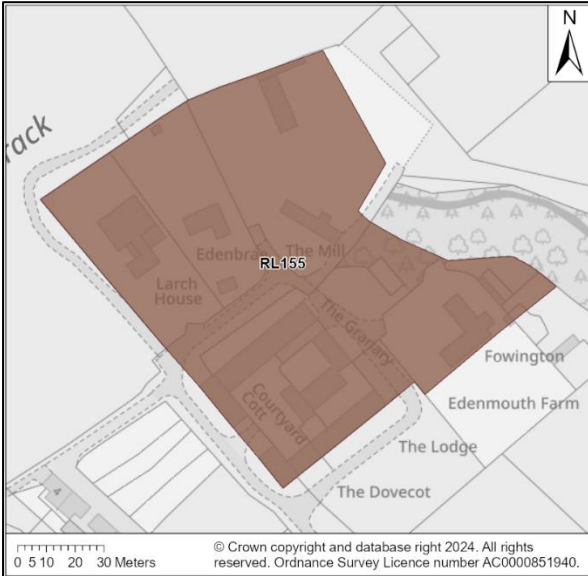 N
rack
Edenbrae The Mill
RL155
Larch
House
The Granary
Courtyard
Cott
Fowington
Edenmouth Farm
The Lodge
The Dovecot
4
0 5 10 20 30 Meters
© Crown copyright and database right 2024. All rights
reserved. Ordnance Survey Licence number AC0000851940.